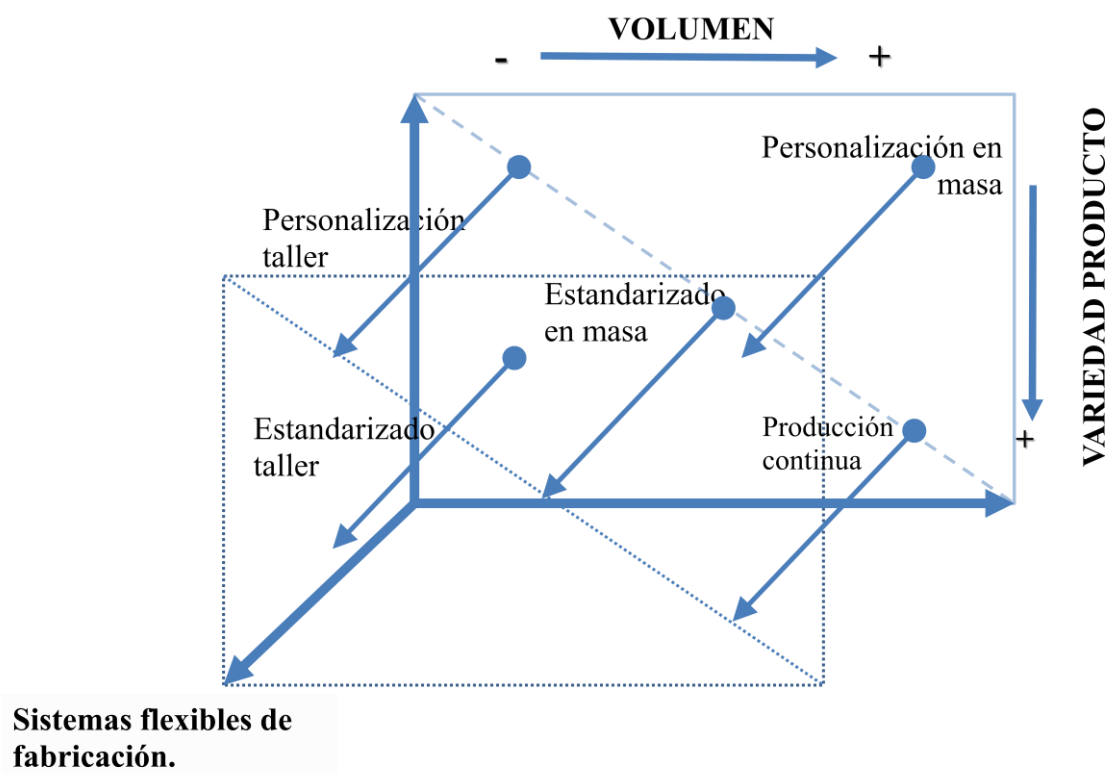 VOLUMEN
- +
Personalización en
masa
VARIEDAD PRODUCTO
Personalización
taller
Estandarizado
en masa
Estandarizado
taller
Producción
continua
+
Sistemas flexibles de
fabricación.